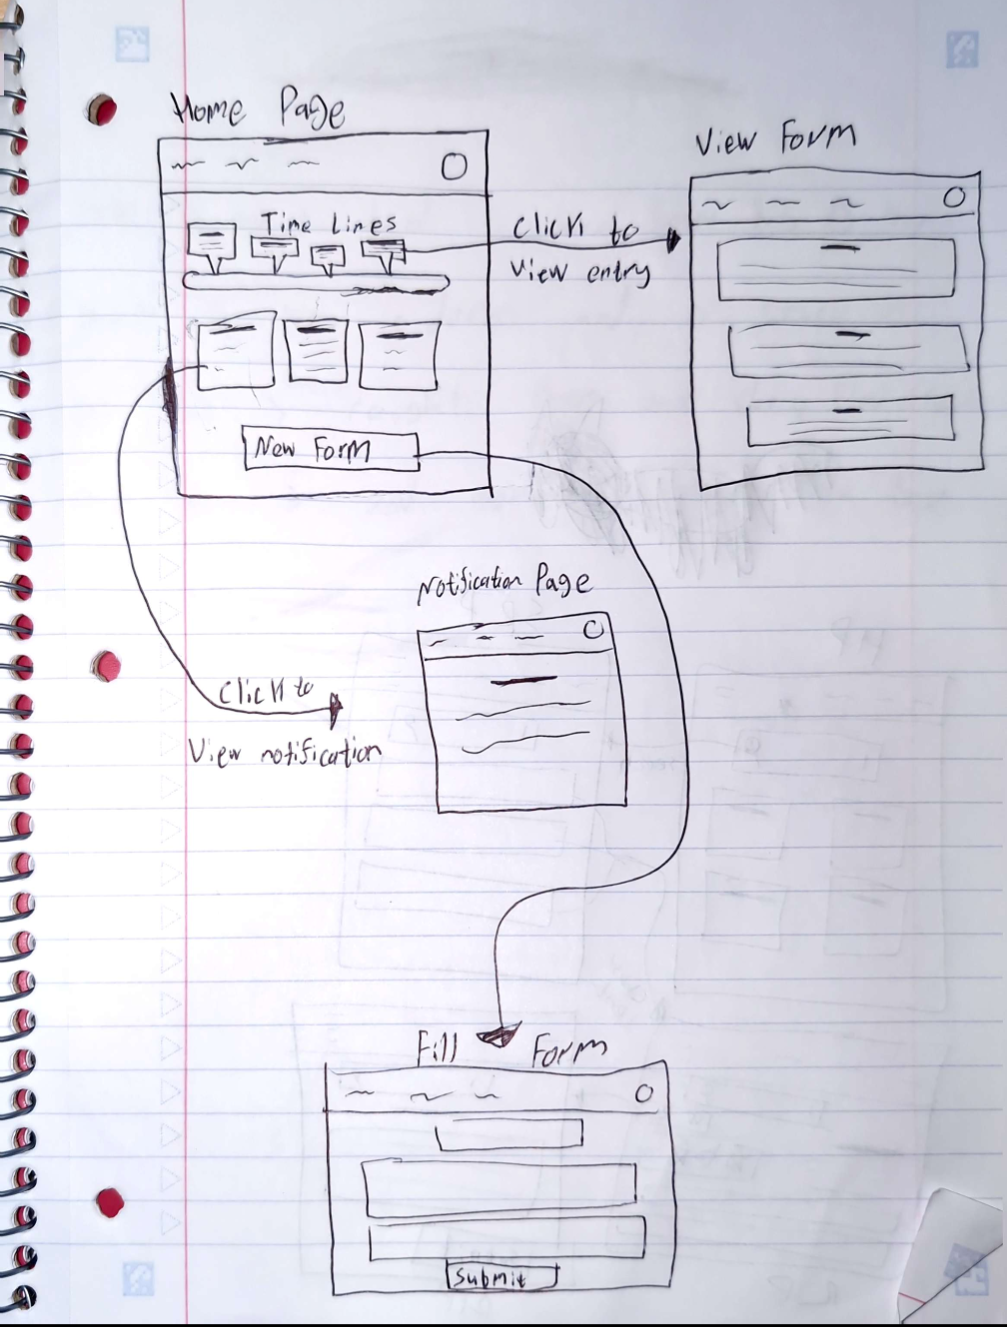 Home Page
View Form
Time Lines
Click to
View entry
New Form
Notification Page
Click to
View notification
Fill Form
Submit